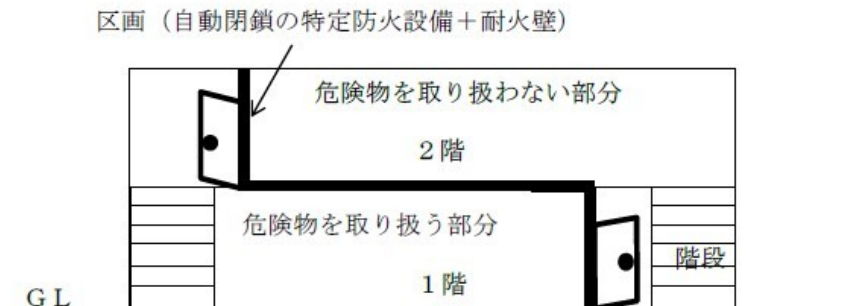 区画（自動閉鎖の特定防火設備＋耐火壁）
危険物を取り扱わない部分
２階
危険物を取り扱う部分
階段
１階
ＧＬ